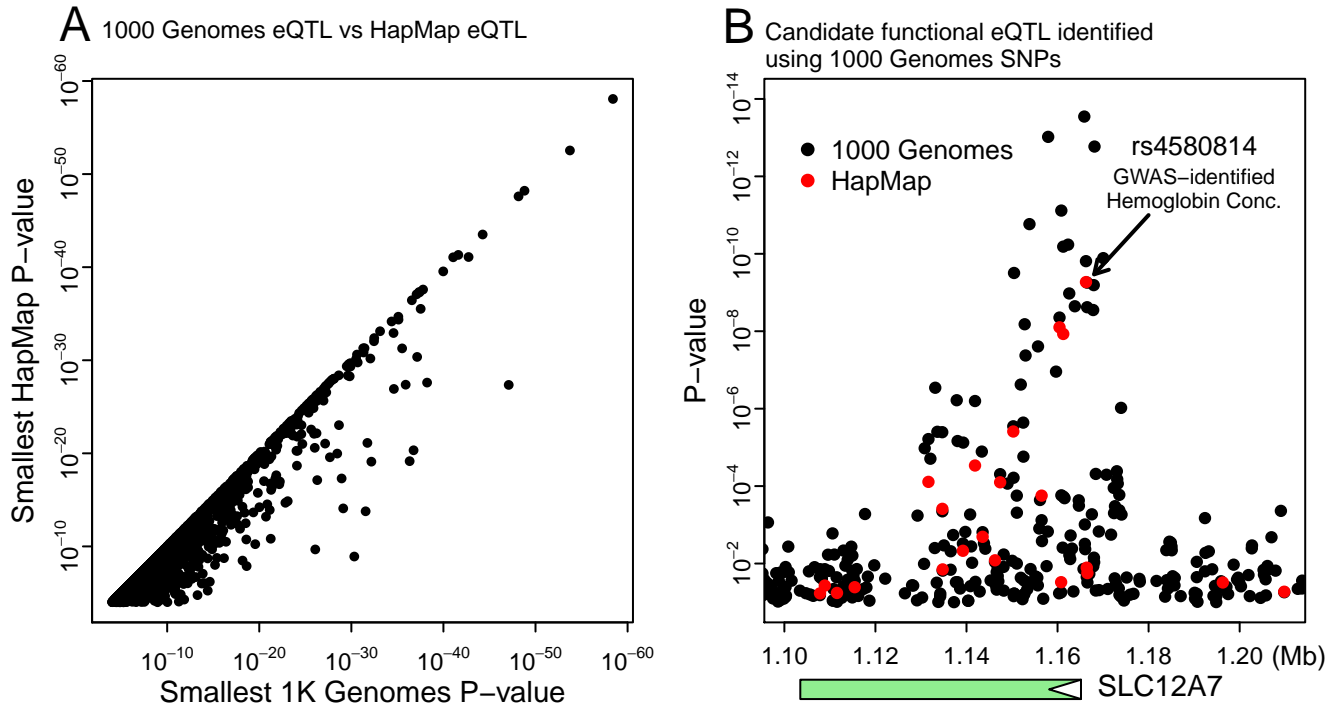 A 1000 Genomes eQTL vs HapMap eQTL
10−60
10−50
10−40
10−30
10−20
10−10
Smallest HapMap P−value
10−10 10−20 10−30 10−40 10−50 10−60
Smallest 1K Genomes P−value
B Candidate functional eQTL identified
using 1000 Genomes SNPs
10−14
10−12
10−10
10−8
10−6
10−4
10−2
P−value
1000 Genomes
HapMap
rs4580814
GWAS−identified
Hemoglobin Conc.
1.10 1.12 1.14 1.16 1.18 1.20 (Mb)
SLC12A7